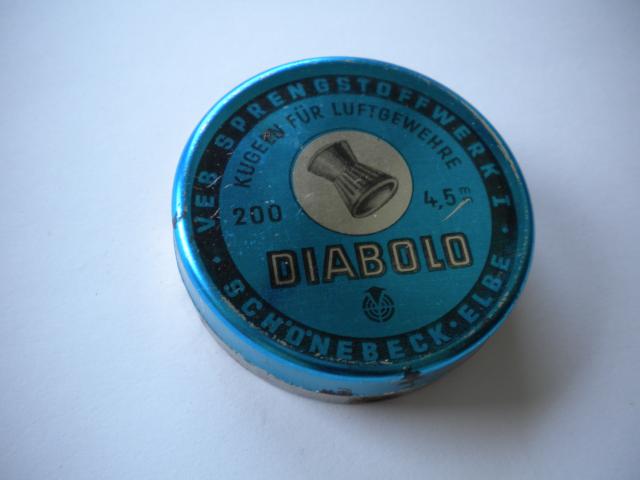 VEB SPRENGSTOFFWERK I
KUGELN FÜR LUFTGEWEHRE
200
4,5 m
DIABOLO
SCHÖNEBECK·ELBE